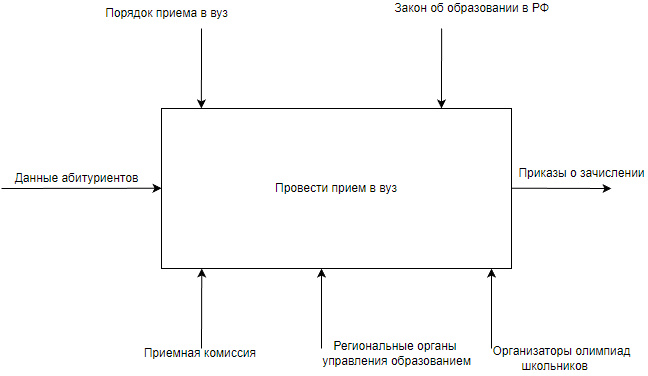 Порядок приема в вуз
Закон об образовании в РФ
Данные абитуриентов
Провести прием в вуз
Приказы о зачислении
Приемная комиссия
Региональные органы
управления образованием
Организаторы олимпиад
школьников